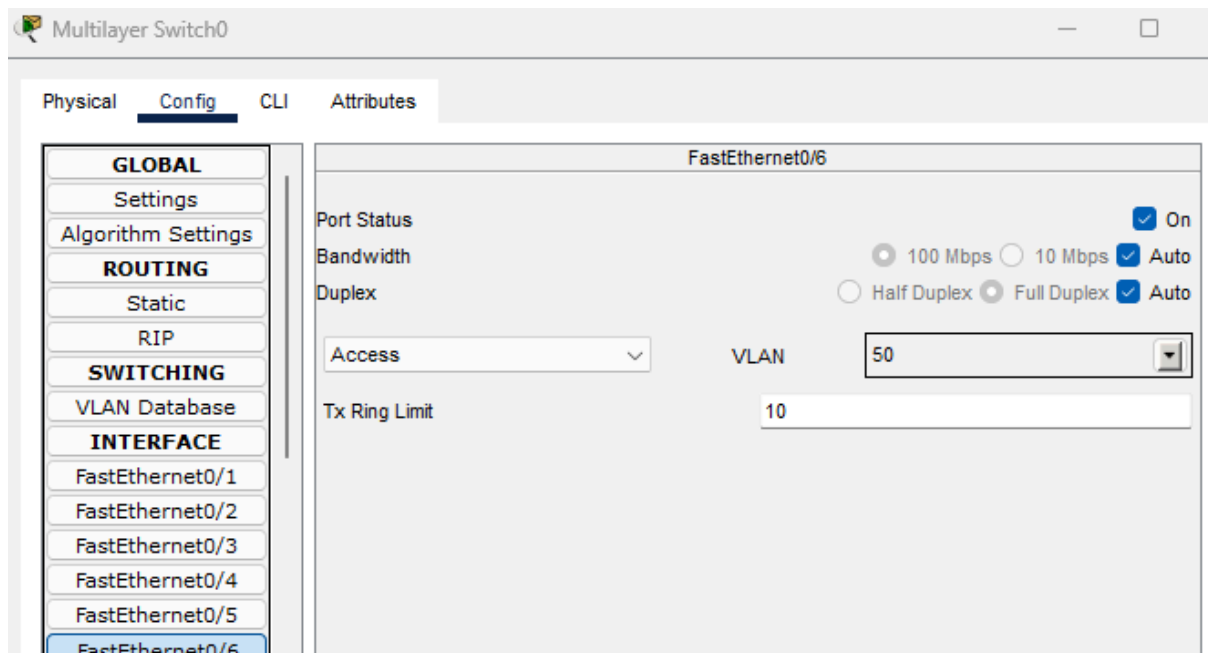 Multilayer Switch0
Physical Config CLI Attributes
GLOBAL
Settings
Algorithm Settings
ROUTING
Static
RIP
SWITCHING
VLAN Database
INTERFACE
FastEthernet0/1
FastEthernet0/2
FastEthernet0/3
FastEthernet0/4
FastEthernet0/5
FastEthernet0/6
FastEthernet0/6
Port Status On
Bandwidth 100 Mbps 10 Mbps Auto
Duplex Half Duplex Full Duplex Auto
Access VLAN 50
Tx Ring Limit 10